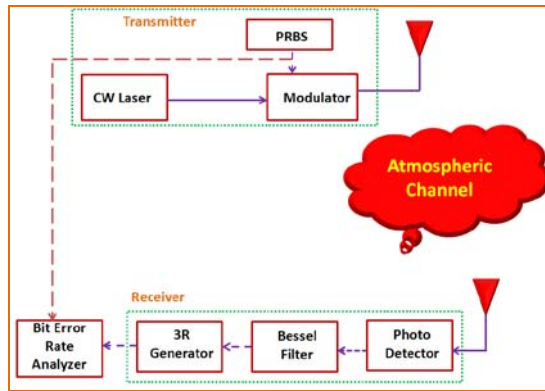 Transmitter
PRBS
CW Laser
Modulator
Atmospheric
Channel
Receiver
Bit Error
Rate
Analyzer
3R
Generator
Bessel
Filter
Photo
Detector